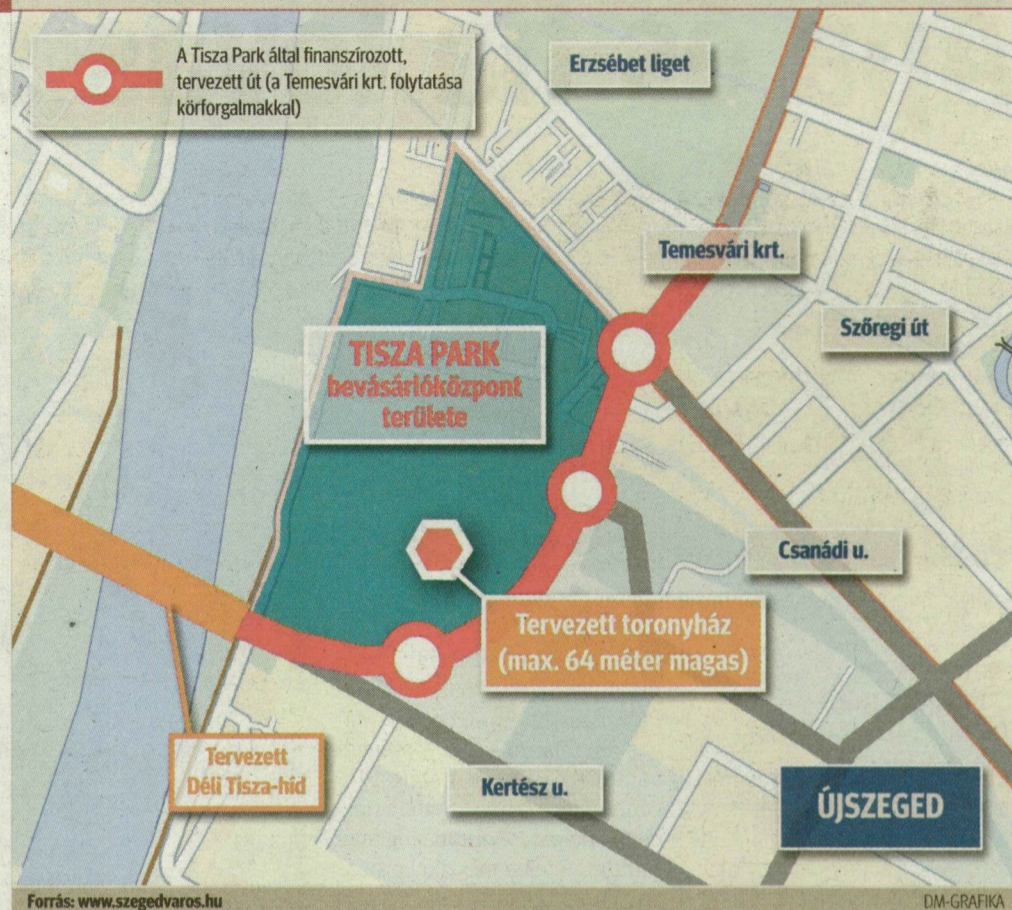 A Tisza Park által finanszírozott,
tervezett út (a Temesvári krt. folytatása
körforgalmakkal)
Erzsébet liget
Temesvári krt.
Szőregi út
TISZA PARK
bevásárlóközpont
területe
Csanádi u.
Tervezett toronyház
(max. 64 méter magas)
Tervezett
Déli Tisza-híd
Kertész u.
ÚJSZEGED
Forrás: www.szegedvaros.hu
DM-GRAFIKA